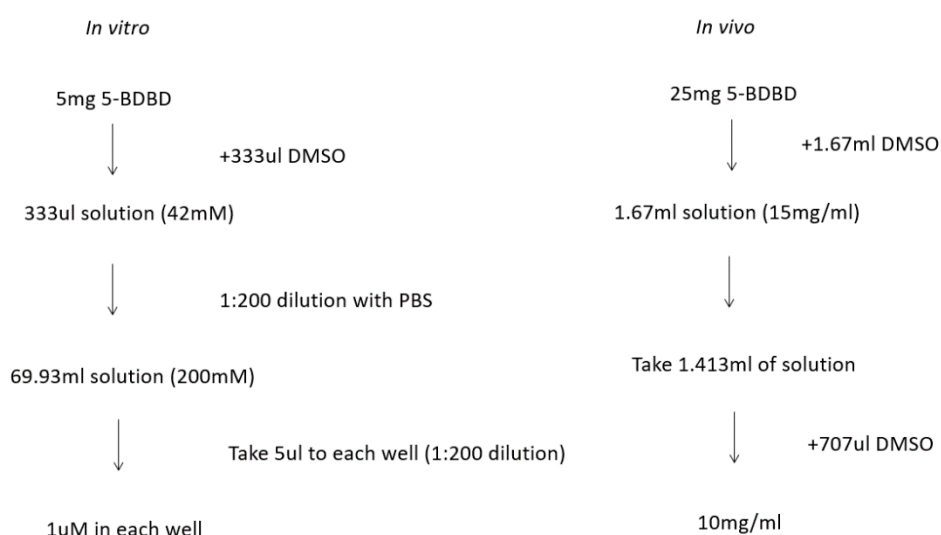 In vitro
5mg 5-BDBD
+333ul DMSO
333ul solution (42mM)
1:200 dilution with PBS
69.93ml solution (200mM)
Take 5ul to each well (1:200 dilution)
1uM in each well
In vivo
25mg 5-BDBD
+1.67ml DMSO
1.67ml solution (15mg/ml)
Take 1.413ml of solution
+707ul DMSO
10mg/ml